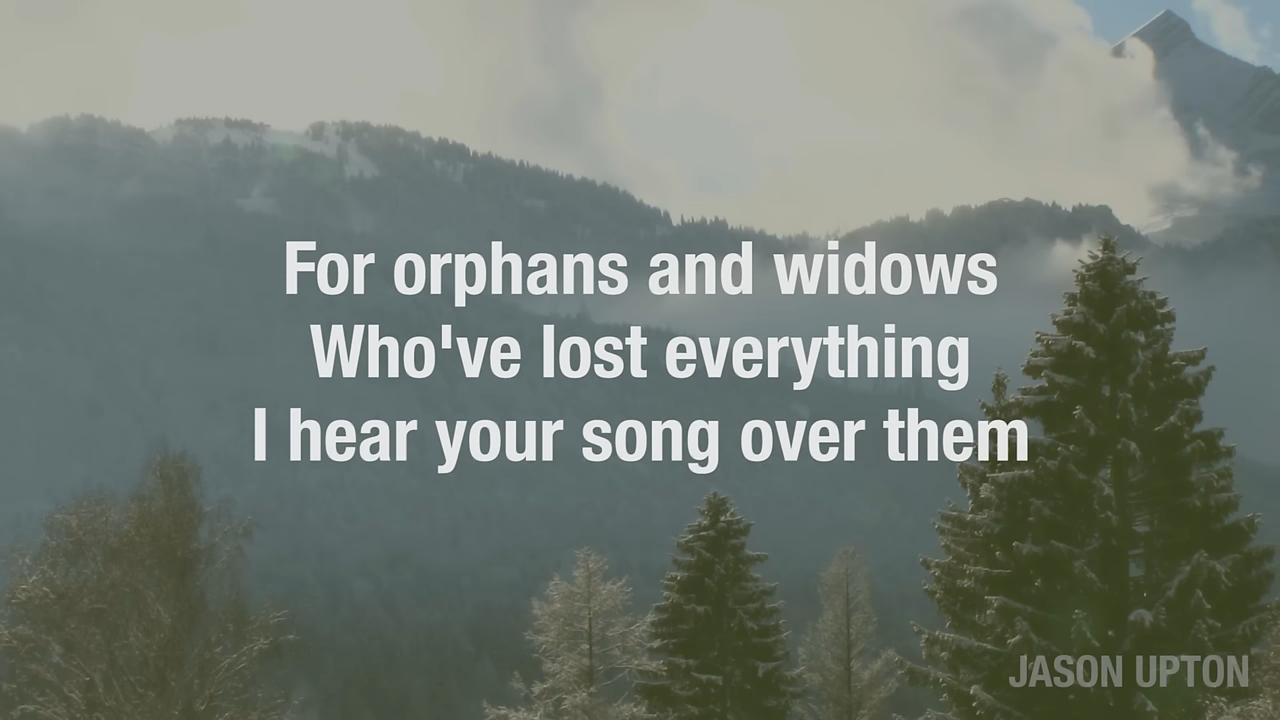 For orphans and widows
Who've lost everything
I hear your song over them
JASON UPTON